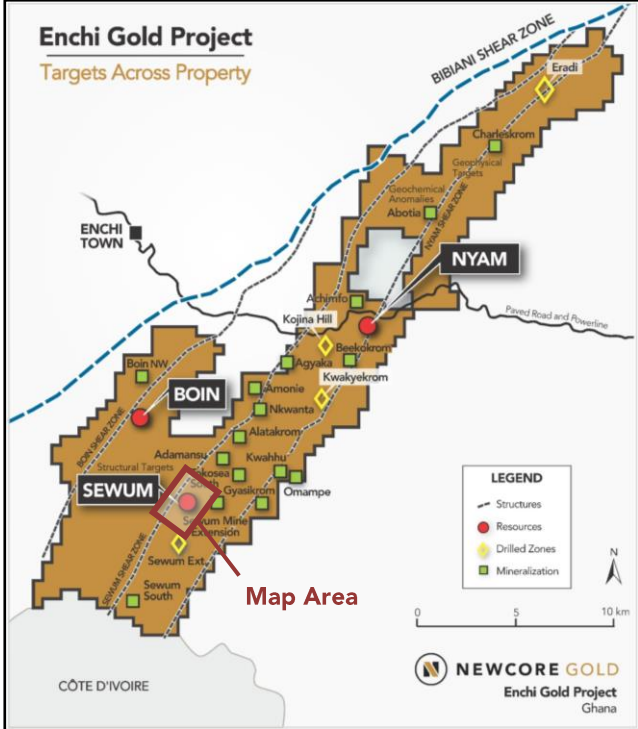 Enchi Gold Project
Targets Across Property
BIBIANI SHEAR ZONE
Eradi
Charleskrom
Geophysical
Targets
Geochemical
Anomalies
Abotia
NYAM SHEAR ZONE
ENCHI
TOWN
NYAM
Achimfo
Paved Road and Powerline
Kojina Hill
Beekokrom
Agyaka
Boin NW
Kwakyekrom
Amonie
BOIN
Nkwanta
BOIN SHEAR ZONE
Alatakrom
Structural Targets
Adamansu
Kwahhu
okosea
South
SEWUM
Gyasikrom
Omampe
Sewum Mine
Extension
Sewum Ext.
SEWUM SHEAR ZONE
Sewum
South
Map Area
LEGEND
Structures
Resources
Drilled Zones
Mineralization
N
0 5 10 km
CÔTE D'IVOIRE
N NEWCORE GOLD
Enchi Gold Project
Ghana